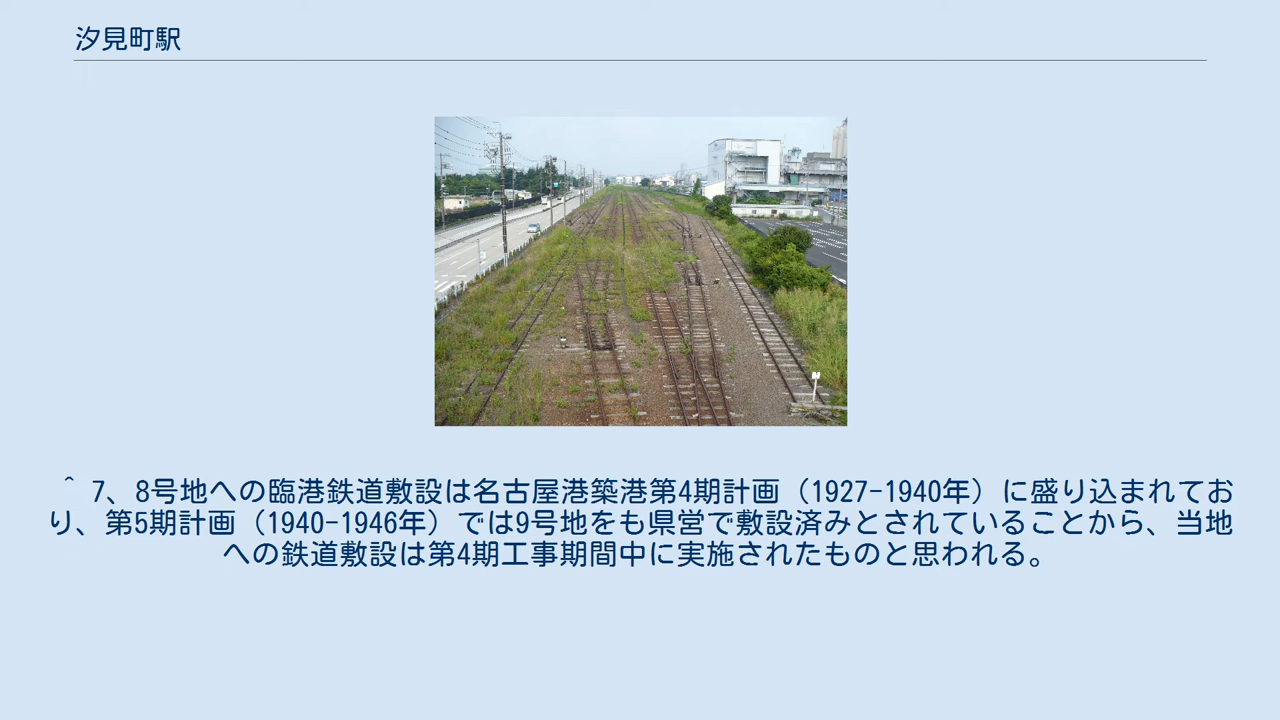 汐見町駅
^ 7、8号地への臨港鉄道敷設は名古屋港築港第4期計画（1927-1940年）に盛り込まれてお
り、第5期計画（1940-1946年）では9号地をも県営で敷設済みとされていることから、当地
への鉄道敷設は第4期工事期間中に実施されたものと思われる。